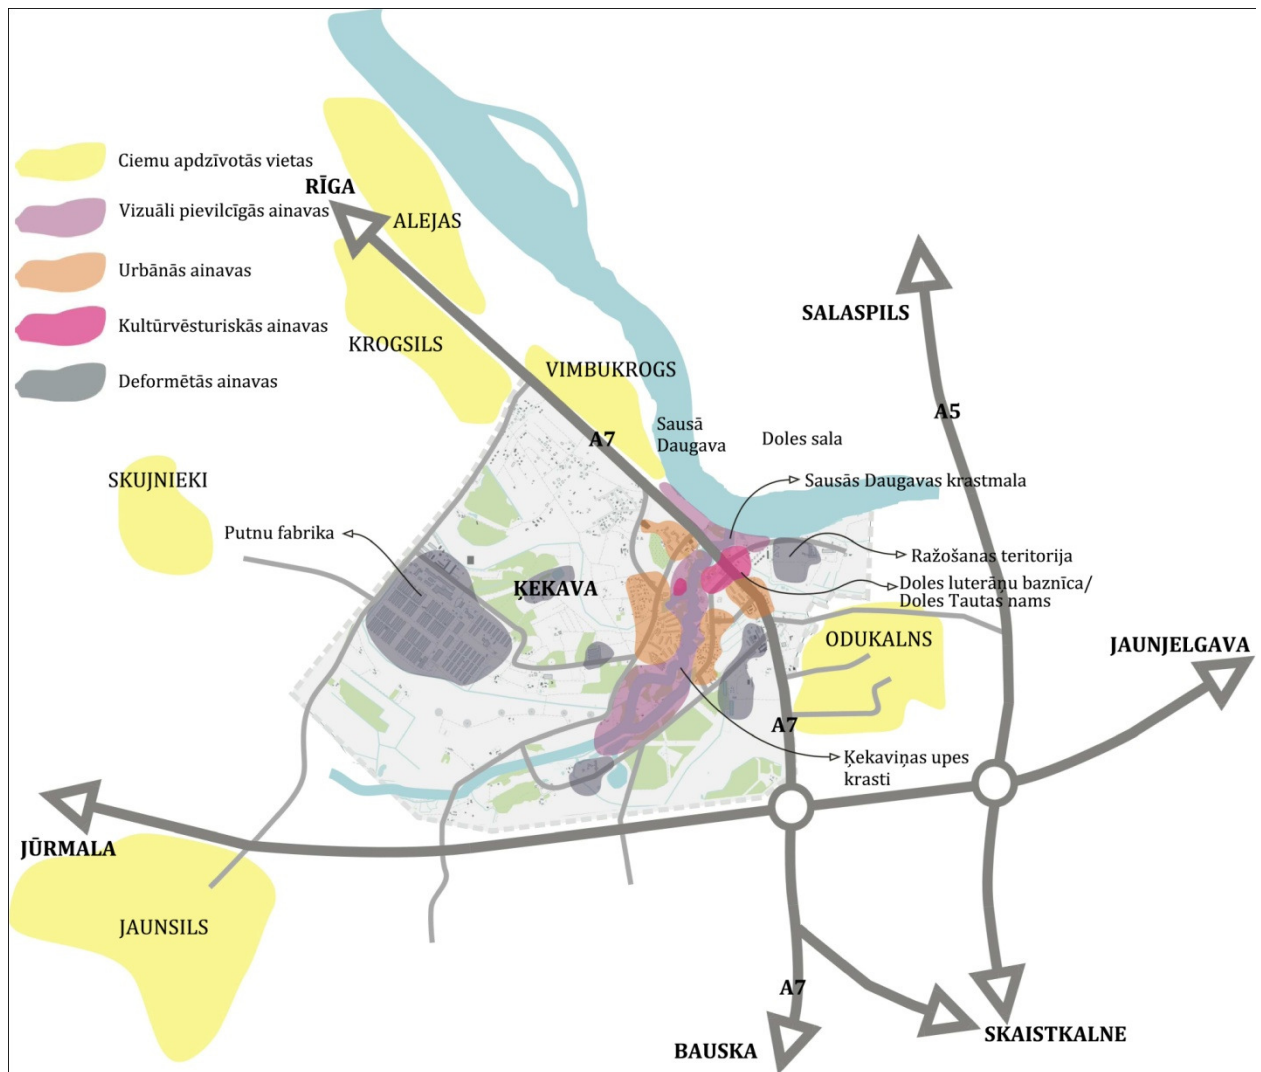 Ciemu apdzīvotās vietas
RĪGA
Vizuāli pievilcīgās ainavas
ALEJAS
Urbānās ainavas
SALASPILS
Kultūrvēsturiskās ainavas
KROGSILS
VIMBUKROGS
Deformētās ainavas
A5
Sausā
Daugava
A7
Doles sala
SKUJNIEKI
Sausās Daugavas krastmala
Putnu fabrika
Ražošanas teritorija
ĶEKAVA
Doles luterāņu baznīca/
Doles Tautas nams
ODUKALNS
JAUNJELGAVA
A7
Ķekaviņas upes
krasti
JŪRMALA
JAUNSILS
A7
SKAISTKALNE
BAUSKA